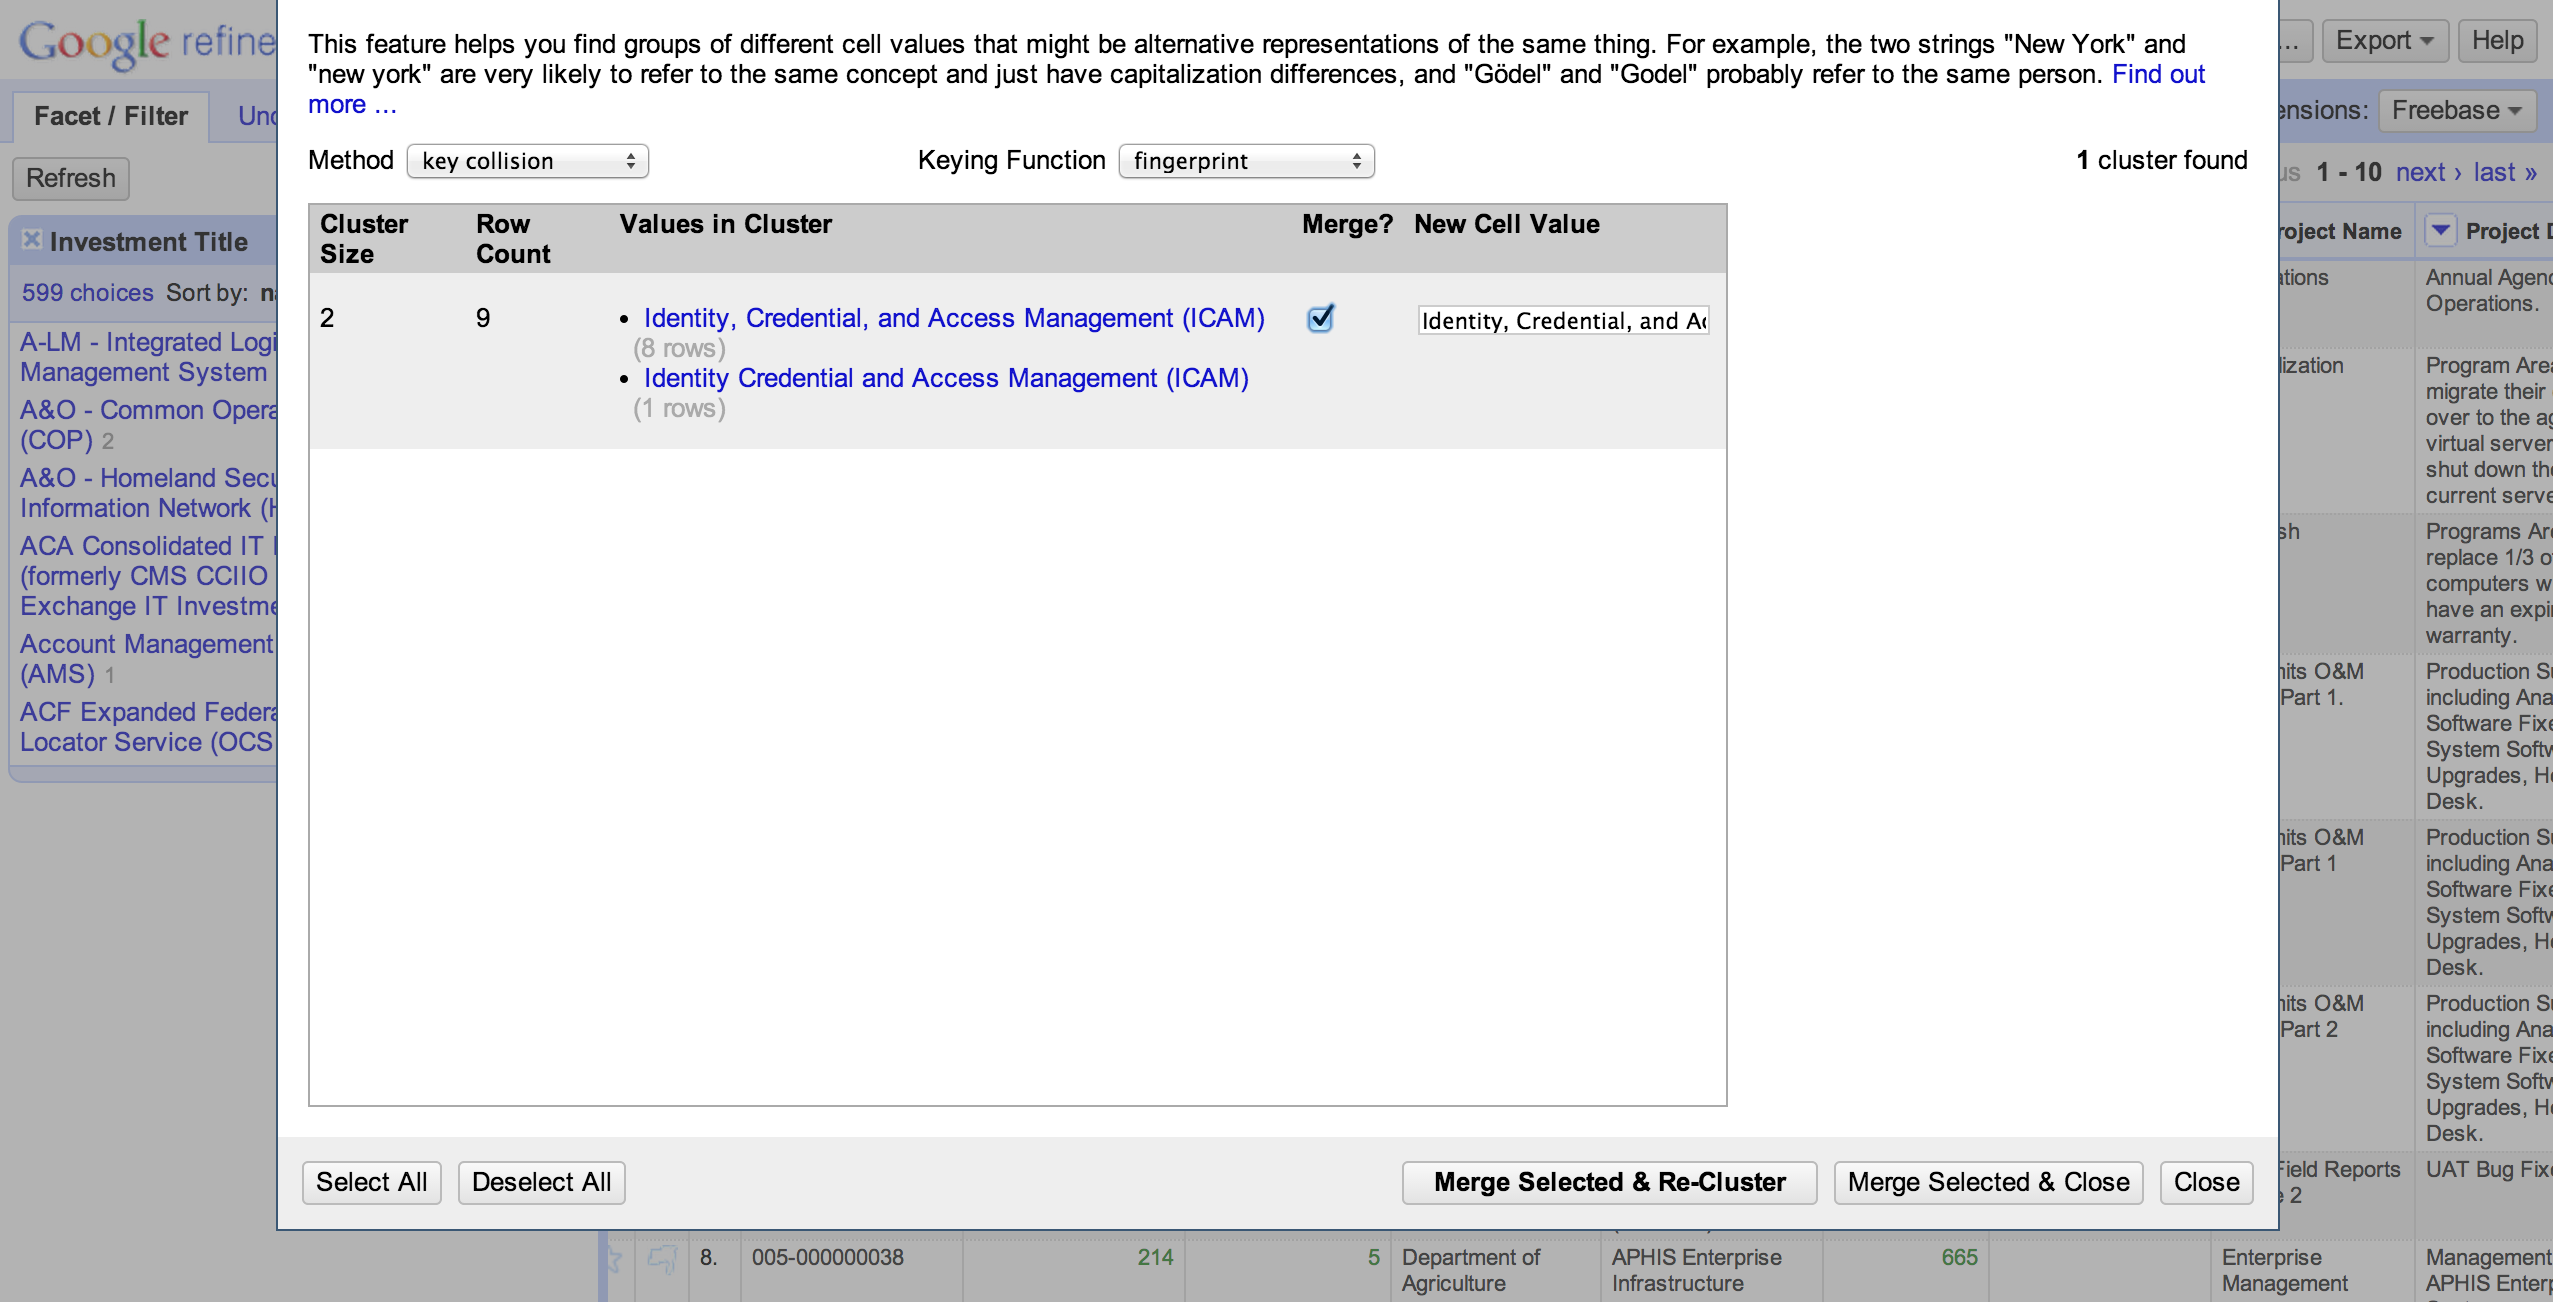 Google refine
Facet / Filter
Refresh
Investment Title
599 choices Sort by:
A-LM - Integrated Logi
Management System
A&O - Common Opera
(COP) 2
A&O - Homeland Secu
Information Network (H
ACA Consolidated IT
(formerly CMS CCIIO
Exchange IT Investme
Account Management
(AMS) 1
ACF Expanded Federa
Locator Service (OCS
This feature helps you find groups of different cell values that might be alternative representations of the same thing. For example, the two strings "New York" and
"new york" are very likely to refer to the same concept and just have capitalization differences, and "Gödel" and "Godel" probably refer to the same person. Find out
more ...
Method key collision
Keying Function fingerprint
1 cluster found
Cluster Size
Row Count
Values in Cluster
Merge?
New Cell Value
2
9
• Identity, Credential, and Access Management (ICAM)
(8 rows)
• Identity Credential and Access Management (ICAM)
(1 rows)
Identity, Credential, and Ac
Select All
Deselect All
Merge Selected & Re-Cluster
Merge Selected & Close
Close
... Export Help
ensions: Freebase
us 1 - 10 next › last »
roject Name
Project D
ations
Annual Agenc
Operations.
lization
Program Area
migrate their
over to the ag
virtual server
shut down the
current serve
sh
Programs Are
replace 1/3 o
computers w
have an expi
warranty.
nits O&M
Part 1.
Production Su
including Ana
Software Fixe
System Softw
Upgrades, He
Desk.
nits O&M
Part 1
Production Su
including Ana
Software Fixe
System Softw
Upgrades, He
Desk.
nits O&M
Part 2
Production Su
including Ana
Software Fixe
System Softw
Upgrades, He
Desk.
Field Reports
2
UAT Bug Fixe
8.
005-000000038
214
5
Department of
Agriculture
APHIS Enterprise
Infrastructure
665
Enterprise
Management
Management
APHIS Enterp